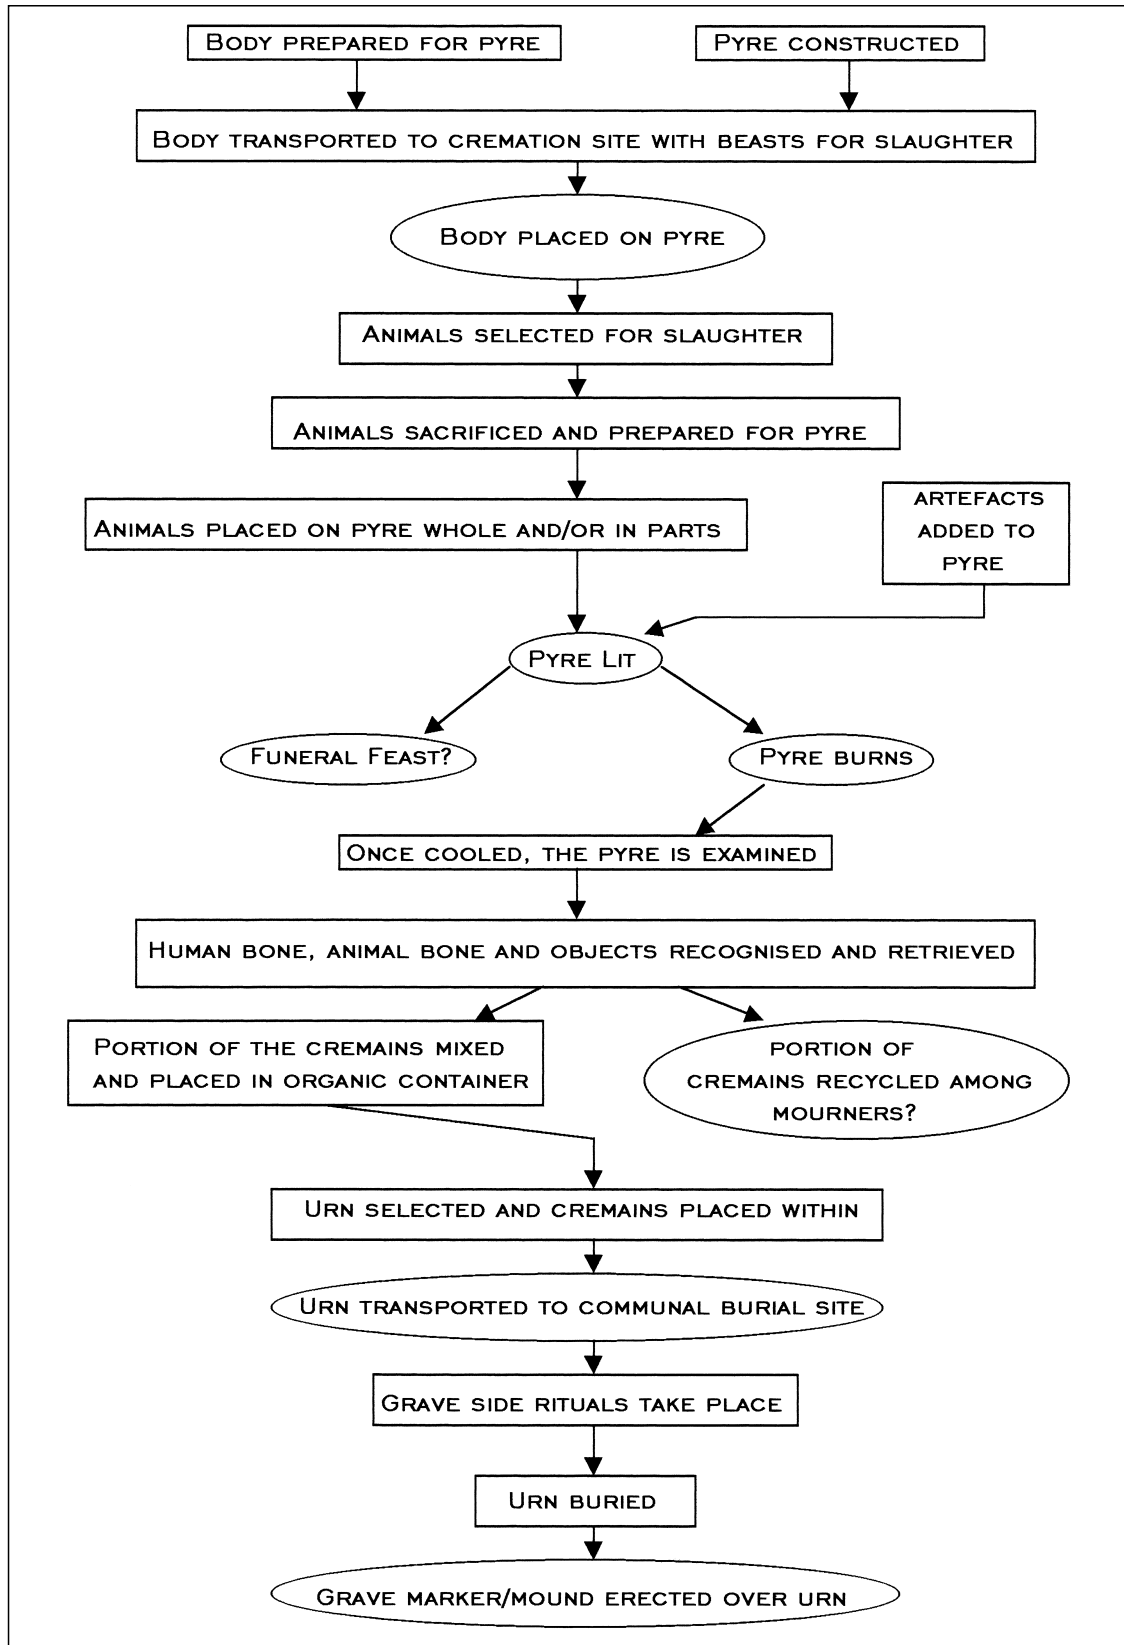 Body prepared for pyre
Pyre constructed
Body transported to cremation site with beasts for slaughter
Body placed on pyre
Animals selected for slaughter
Animals sacrificed and prepared for pyre
Animals placed on pyre whole and/or in parts
artefacts
added to
pyre
Pyre Lit
Funeral Feast?
Pyre burns
Once cooled, the pyre is examined
Human bone, animal bone and objects recognised and retrieved
Portion of the cremains mixed
and placed in organic container
portion of
cremains recycled among
mourners?
Urn selected and cremains placed within
Urn transported to communal burial site
Grave side rituals take place
Urn buried
Grave marker/mound erected over urn